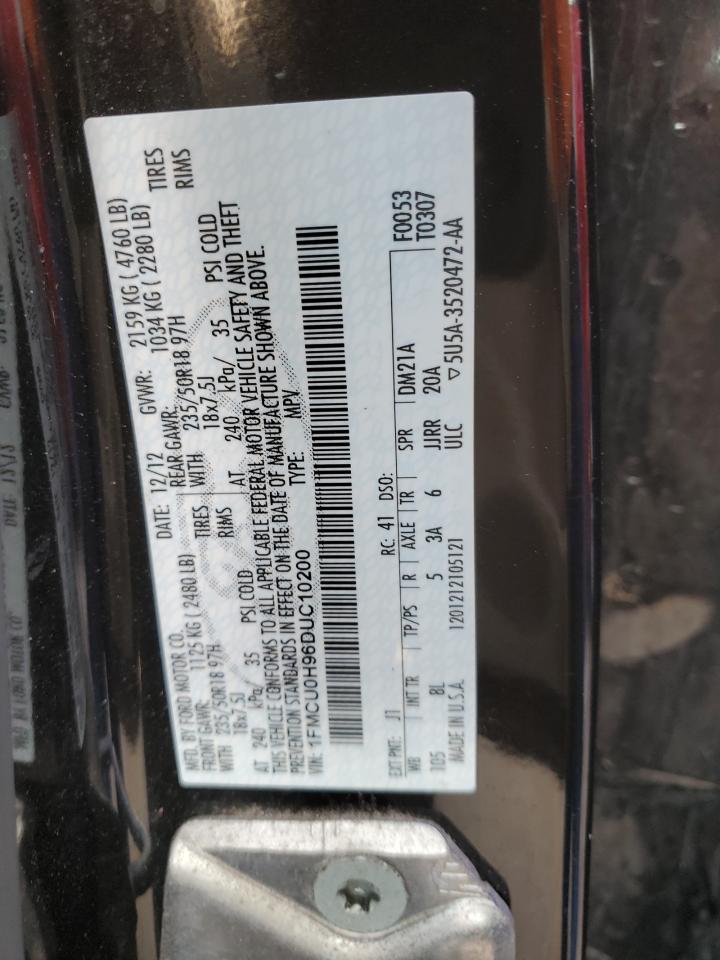 MFD. BY FORD MOTOR CO. DATE: 12/12 GVWR: 2159 KG ( 4760 LB)
FRONT GAWR: 1125 KG ( 2480 LB) REAR GAWR: 1034 KG ( 2280 LB)
WITH 235/50R18 97H TIRES WITH 235/50R18 97H TIRES
18x7.5J RIMS 18x7.5J RIMS
AT 240 kPa/ 35 PSI COLD AT 240 kPa/ 35 PSI COLD
THIS VEHICLE CONFORMS TO ALL APPLICABLE FEDERAL MOTOR VEHICLE SAFETY AND THEFT
PREVENTION STANDARDS IN EFFECT ON THE DATE OF MANUFACTURE SHOWN ABOVE.
VIN: 1FMCU0H96DUC10200 TYPE: MPV
EXT PNT: J1 RC: 41 DSO: F0053
WB INT TR TP/PS R AXLE TR SPR DM21A T0307
105 8L 5 3A 6 JJRR 20A
MADE IN U.S.A. 1201212105121 ULC ▽5U5A-3520472-AA